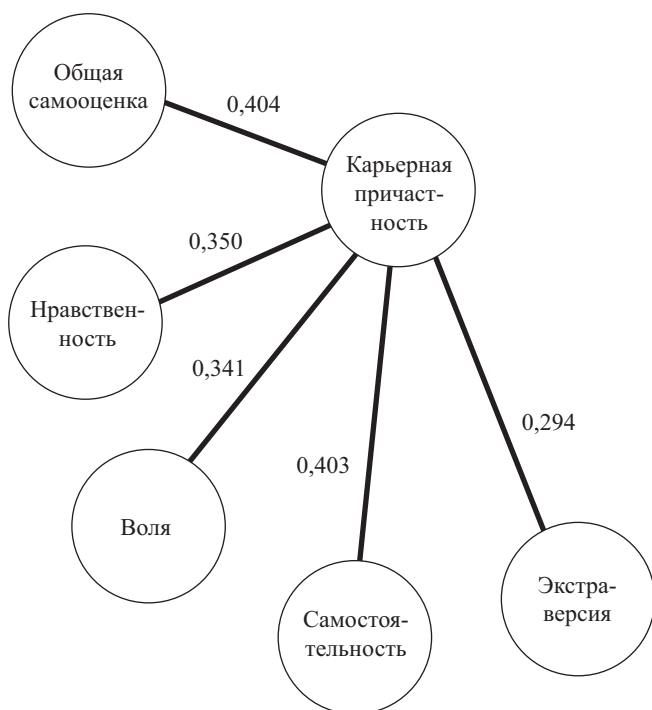 Общая
самооценка
0,404
Карьерная
причаст-
ность
0,350
Нравствен-
ность
0,341
Воля
0,403
Самостоя-
тельность
0,294
Экстра-
версия